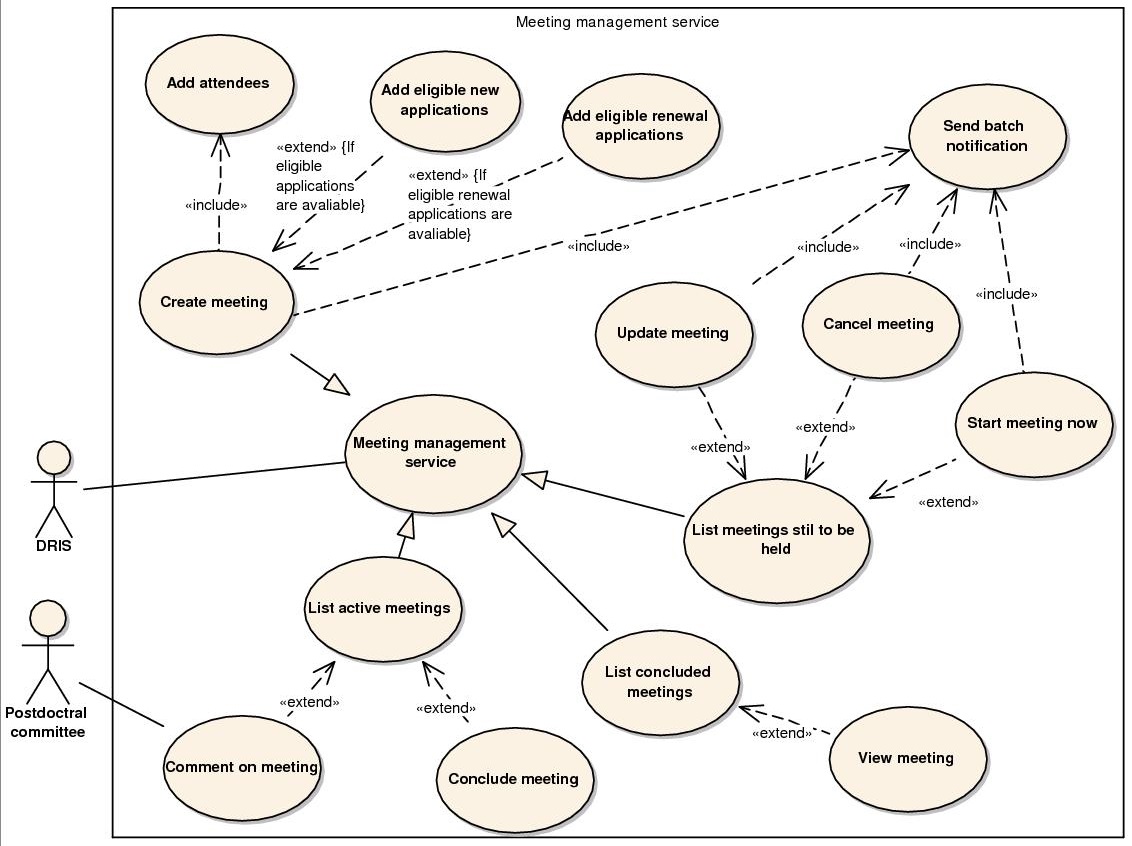 Meeting management service
Add attendees
Add eligible new
applications
Add eligible renewal
applications
Send batch
notification
«extend» {If
eligible
applications
are avaliable}
«extend» {If
eligible renewal
applications are
avaliable}
«include»
«include»
«include»
«include»
«include»
Create meeting
Update meeting
Cancel meeting
Start meeting now
Meeting management
service
«extend»
«extend»
«extend»
DRIS
List meetings stil to be
held
List active meetings
List concluded
meetings
Postdoctral
committee
«extend»
«extend»
«extend»
Comment on meeting
Conclude meeting
View meeting